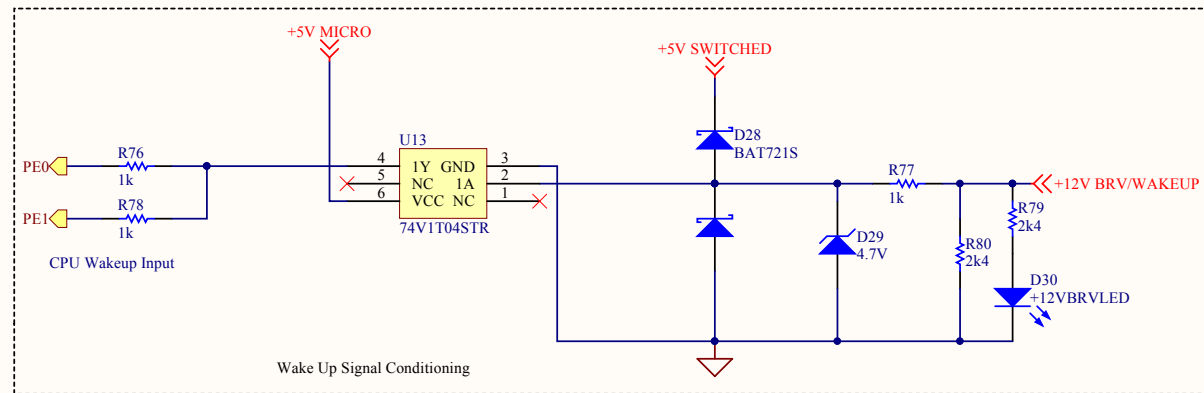 +5V MICRO
+5V SWITCHED
D28
BAT721S
U13
R76
R77
PE0
4
1Y
GND
3
+12V BRV/WAKEUP
1k
5
NC
1A
2
1k
R79
R78
6
VCC
NC
1
2k4
PE1
1k
74V1T04STR
D29
R80
4.7V
2k4
CPU Wakeup Input
D30
+12VBRVLED
Wake Up Signal Conditioning